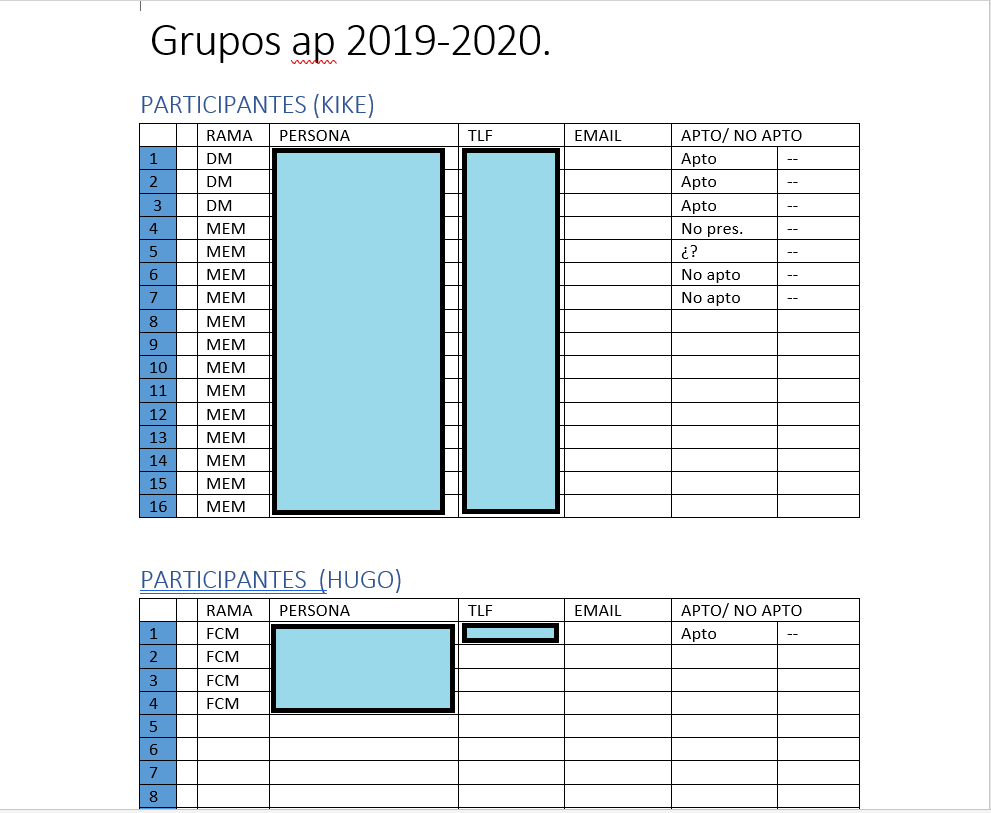 Grupos ap 2019-2020.
PARTICIPANTES (KIKE)
RAMA PERSONA TLF EMAIL APTO/ NO APTO
1 DM Apto --
2 DM Apto --
3 DM Apto --
4 MEM No pres. --
5 MEM ¿? --
6 MEM No apto --
7 MEM No apto --
8 MEM
9 MEM
10 MEM
11 MEM
12 MEM
13 MEM
14 MEM
15 MEM
16 MEM
PARTICIPANTES (HUGO)
RAMA PERSONA TLF EMAIL APTO/ NO APTO
1 FCM Apto --
2 FCM
3 FCM
4 FCM
5
6
7
8